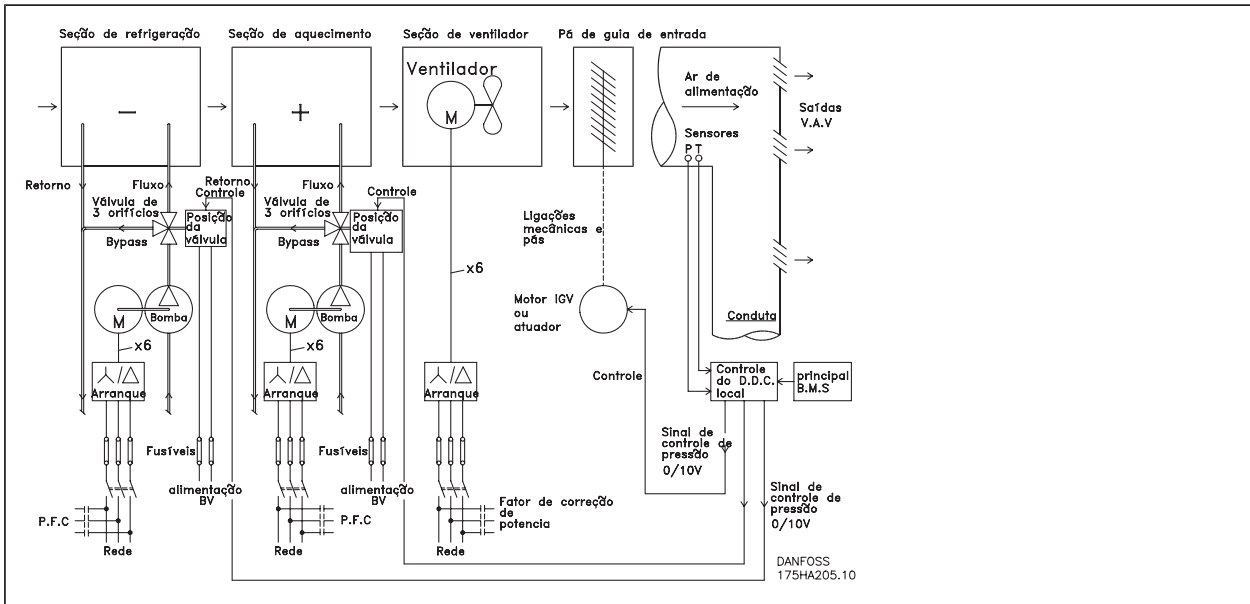 Seção de refrigeração
Seção de aquecimento
Seção de ventilador
Pá de guia de entrada
−
+
Ventilador
M
Ar de
alimentação
Saídas
V.A.V
Sensores
P T
Retorno
Fluxo
Válvula de
3 orifícios
Bypass
Controle
Posição
da
válvula
Retorno
Fluxo
Válvula de
3 orifícios
Bypass
Controle
Posição
da
válvula
Ligações
mecânicas e
pás
x6
M
Bomba
x6
M
Bomba
x6
Motor IGV
ou
atuador
Conduta
Arranque
Arranque
Arranque
Controle
Controle
do D.D.C.
local
principal
B.M.S
Fusíveis
Fusíveis
Sinal de
controle de
pressão
0/10V
alimentação
BV
alimentação
BV
Sinal de
controle de
pressão
0/10V
Fator de correção
de
potencia
P.F.C
P.F.C
Rede
Rede
Rede
DANFOSS
175HA205.10